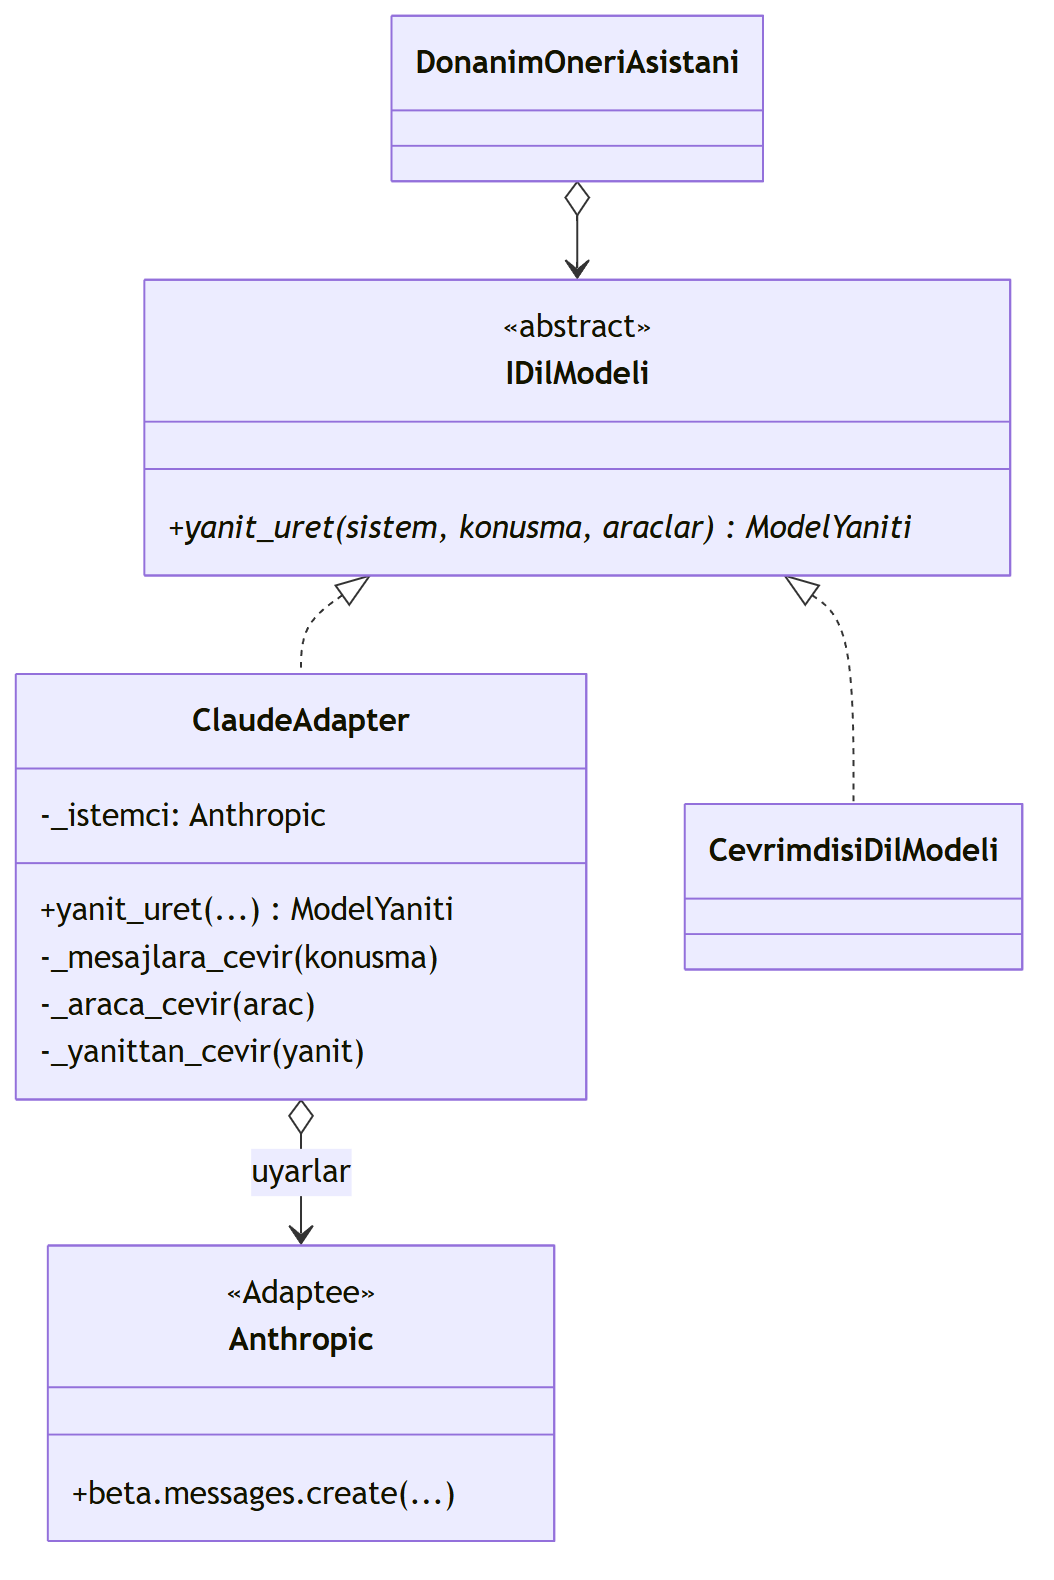 DonanimOneriAsistani
«abstract»
IDilModeli
+yanit_uret(sistem, konusma, araclar) : ModelYaniti
ClaudeAdapter
-_istemci: Anthropic
+yanit_uret(...) : ModelYaniti
-_mesajlara_cevir(konusma)
-_araca_cevir(arac)
-_yanittan_cevir(yanit)
CevrimdisiDilModeli
uyarlar
«Adaptee»
Anthropic
+beta.messages.create(...)